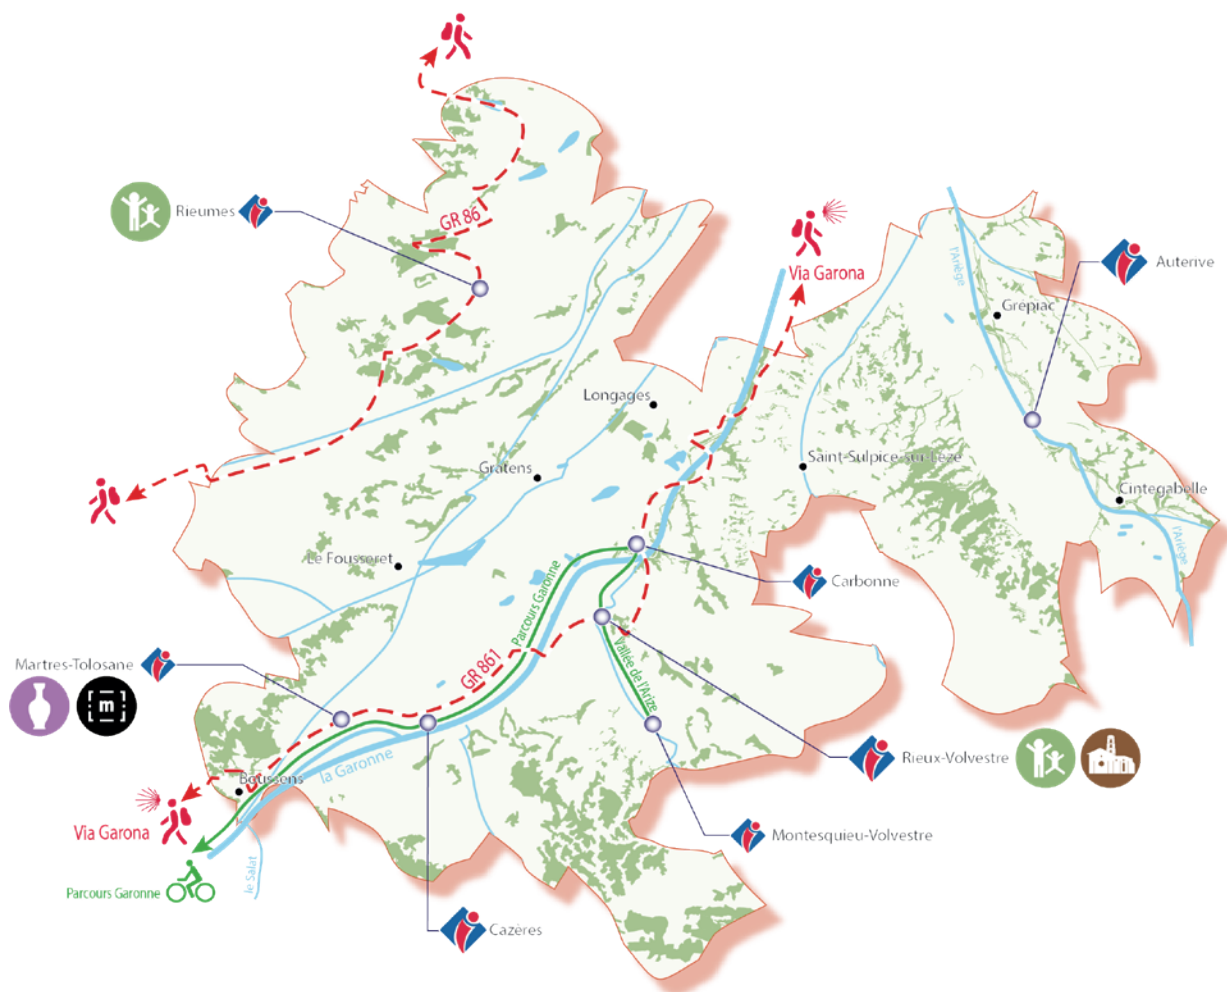 Rieumes
GR 86
Via Garona
l'Ariège
Auterive
Grépiac
Longages
Gratens
Saint-Sulpice-sur-Lèze
Cintegabelle
l'Ariège
Le Fousseret
Parcours Garonne
Carbonne
GR 861
Vallée de l'Arize
Martres-Tolosane
m
la Garonne
Rieux-Volvestre
Boussens
Via Garona
Montesquieu-Volvestre
le Salat
Parcours Garonne
Cazères